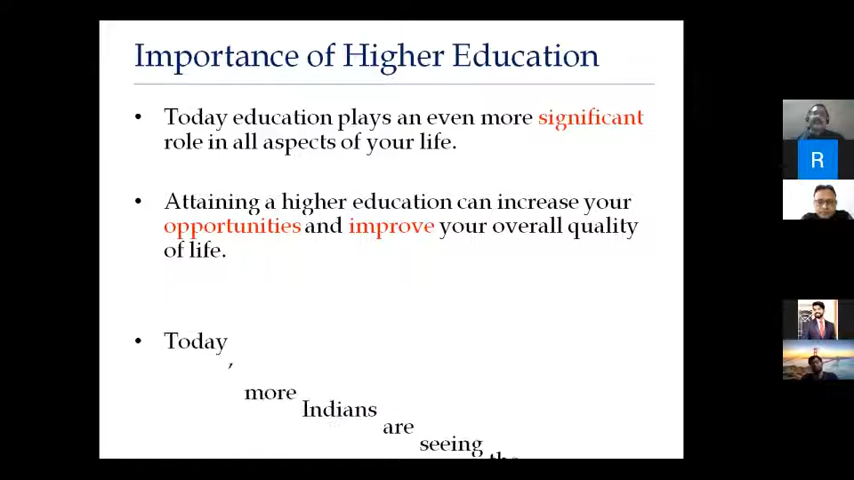 Importance of Higher Education
• Today education plays an even more significant
role in all aspects of your life.
• Attaining a higher education can increase your
opportunities and improve your overall quality
of life.
• Today
,
more
Indians
are
seeing
R